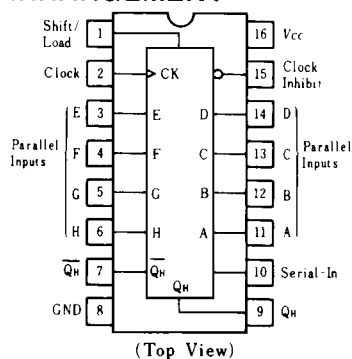 Shift/
Load
1
16
Vcc
Clock
2
CK
15
Clock
Inhibit
E
3
E
D
14
D
Parallel
Inputs
F
4
F
C
13
C
Parallel
Inputs
G
5
G
B
12
B
H
6
H
A
11
A
Q̅H
7
Q̅H
10
Serial-In
QH
GND
8
9
QH
(Top View)